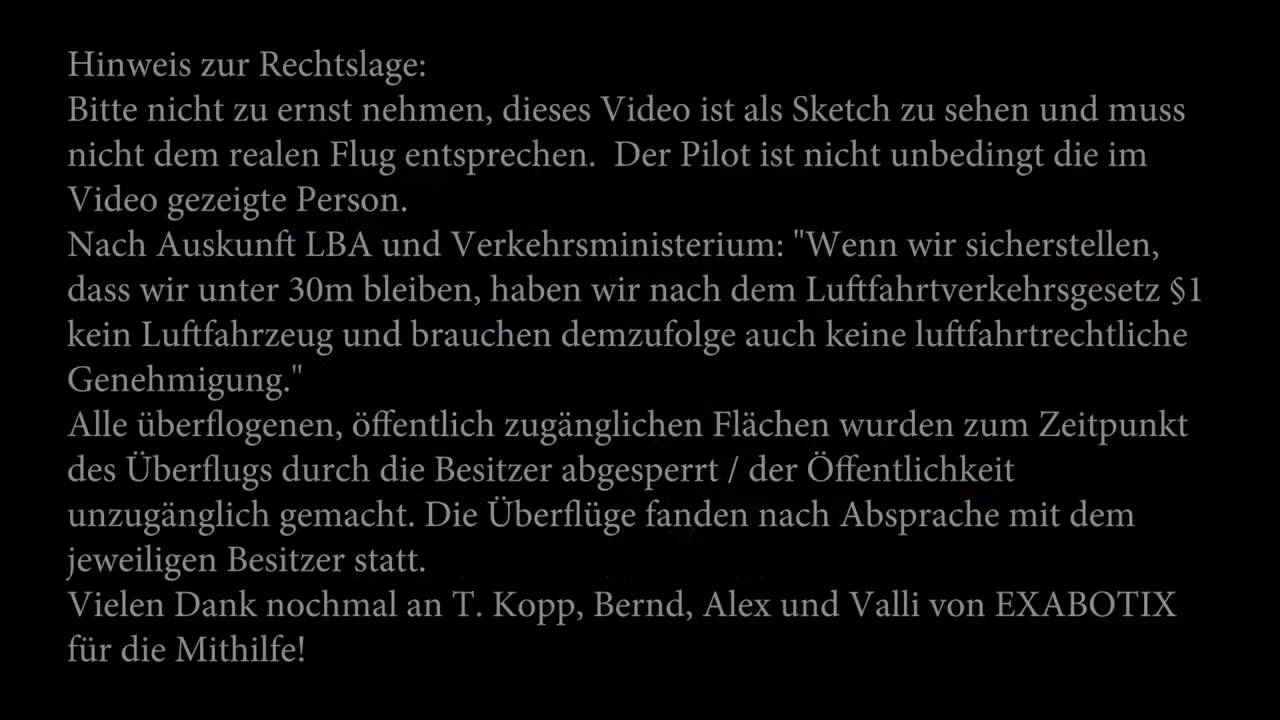 Hinweis zur Rechtslage:
Bitte nicht zu ernst nehmen, dieses Video ist als Sketch zu sehen und muss
nicht dem realen Flug entsprechen.  Der Pilot ist nicht unbedingt die im
Video gezeigte Person.
Nach Auskunft LBA und Verkehrsministerium: "Wenn wir sicherstellen,
dass wir unter 30m bleiben, haben wir nach dem Luftfahrtverkehrsgesetz §1
kein Luftfahrzeug und brauchen demzufolge auch keine luftfahrtrechtliche
Genehmigung."
Alle überflogenen, öffentlich zugänglichen Flächen wurden zum Zeitpunkt
des Überflugs durch die Besitzer abgesperrt / der Öffentlichkeit
unzugänglich gemacht. Die Überflüge fanden nach Absprache mit dem
jeweiligen Besitzer statt.
Vielen Dank nochmal an T. Kopp, Bernd, Alex und Valli von EXABOTIX
für die Mithilfe!